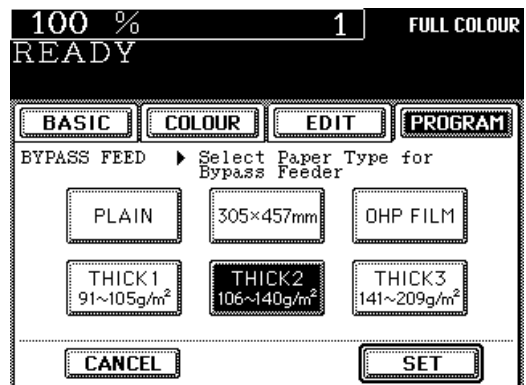 100 % 1 FULL COLOUR
READY
BASIC COLOUR EDIT PROGRAM
BYPASS FEED ▶ Select Paper Type for
Bypass Feeder
PLAIN 305×457mm OHP FILM
THICK1 THICK2 THICK3
91~105g/m² 106~140g/m² 141~209g/m²
CANCEL SET